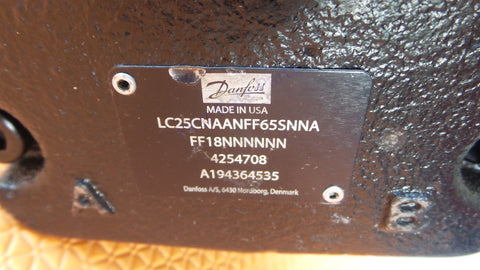 Danfoss
MADE IN USA
LC25CNAANFF65SNNA
FF18NNNNNN
4254708
A194364535
Danfoss A/S, 6430 Nordborg, Denmark
A B